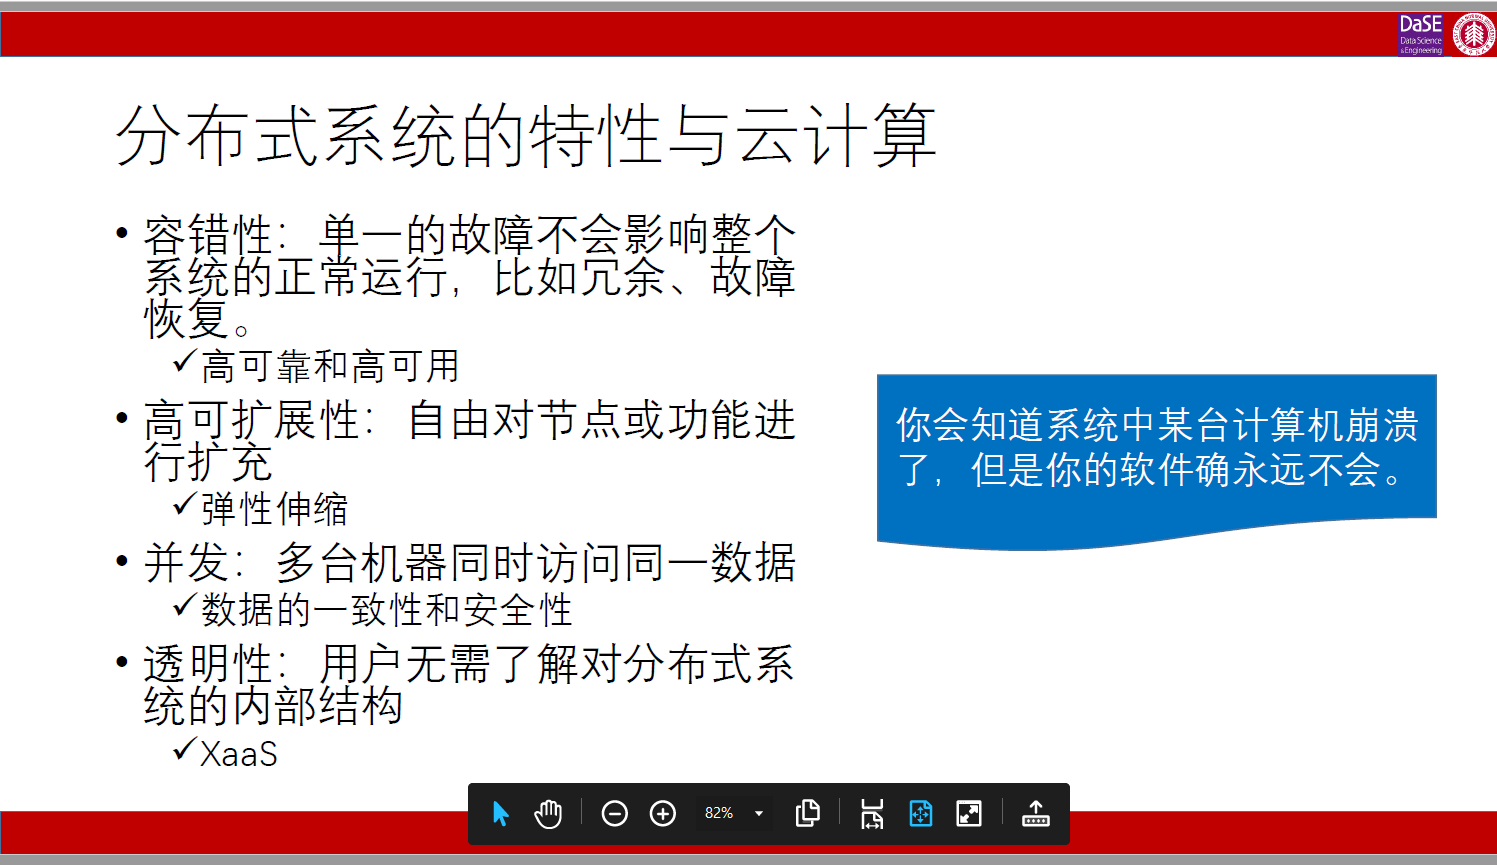 DaSE
Data Science
& Engineering
分布式系统的特性与云计算
• 容错性：单一的故障不会影响整个
系统的正常运行，比如冗余、故障
恢复。
✓高可靠和高可用
• 高可扩展性：自由对节点或功能进
行扩充
✓弹性伸缩
• 并发：多台机器同时访问同一数据
✓数据的一致性和安全性
• 透明性：用户无需了解对分布式系
统的内部结构
✓XaaS
你会知道系统中某台计算机崩溃
了，但是你的软件确永远不会。
82%